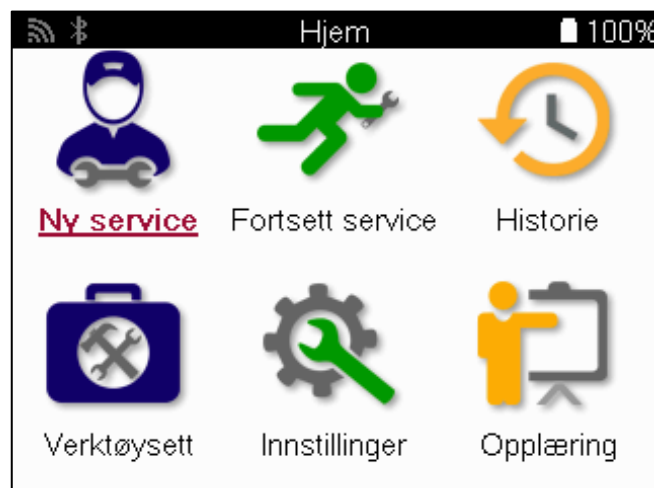 Hjem 100%
Ny service Fortsett service Historie
Verktøysett Innstillinger Opplæring